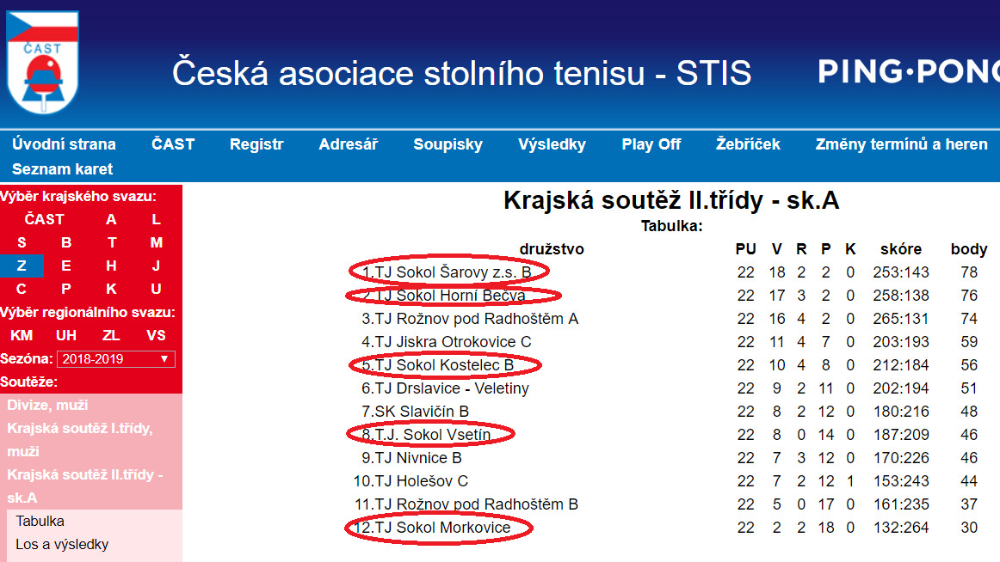 ČAST
Česká asociace stolního tenisu - STIS
PING·PONG
Úvodní strana ČAST Registr Adresář Soupisky Výsledky Play Off Žebříček Změny termínů a heren
Seznam karet
Výběr krajského svazu:
ČAST A L
S B T M
Z E H J
C P K U
Výběr regionálního svazu:
KM UH ZL VS
Sezóna: 2018-2019
Soutěže:
Divize, muži
Krajská soutěž I.třídy,
muži
Krajská soutěž II.třídy -
sk.A
Tabulka
Los a výsledky
Krajská soutěž II.třídy - sk.A
Tabulka:
družstvo PU V R P K skóre body
1.TJ Sokol Šarovy z.s. B 22 18 2 2 0 253:143 78
2.TJ Sokol Horní Bečva 22 17 3 2 0 258:138 76
3.TJ Rožnov pod Radhoštěm A 22 16 4 2 0 265:131 74
4.TJ Jiskra Otrokovice C 22 11 4 7 0 203:193 59
5.TJ Sokol Kostelec B 22 10 4 8 0 212:184 56
6.TJ Drslavice - Veletiny 22 9 2 11 0 202:194 51
7.SK Slavičín B 22 8 2 12 0 180:216 48
8.T.J. Sokol Vsetín 22 8 0 14 0 187:209 46
9.TJ Nivnice B 22 7 3 12 0 170:226 46
10.TJ Holešov C 22 7 2 12 1 153:243 44
11.TJ Rožnov pod Radhoštěm B 22 5 0 17 0 161:235 37
12.TJ Sokol Morkovice 22 2 2 18 0 132:264 30